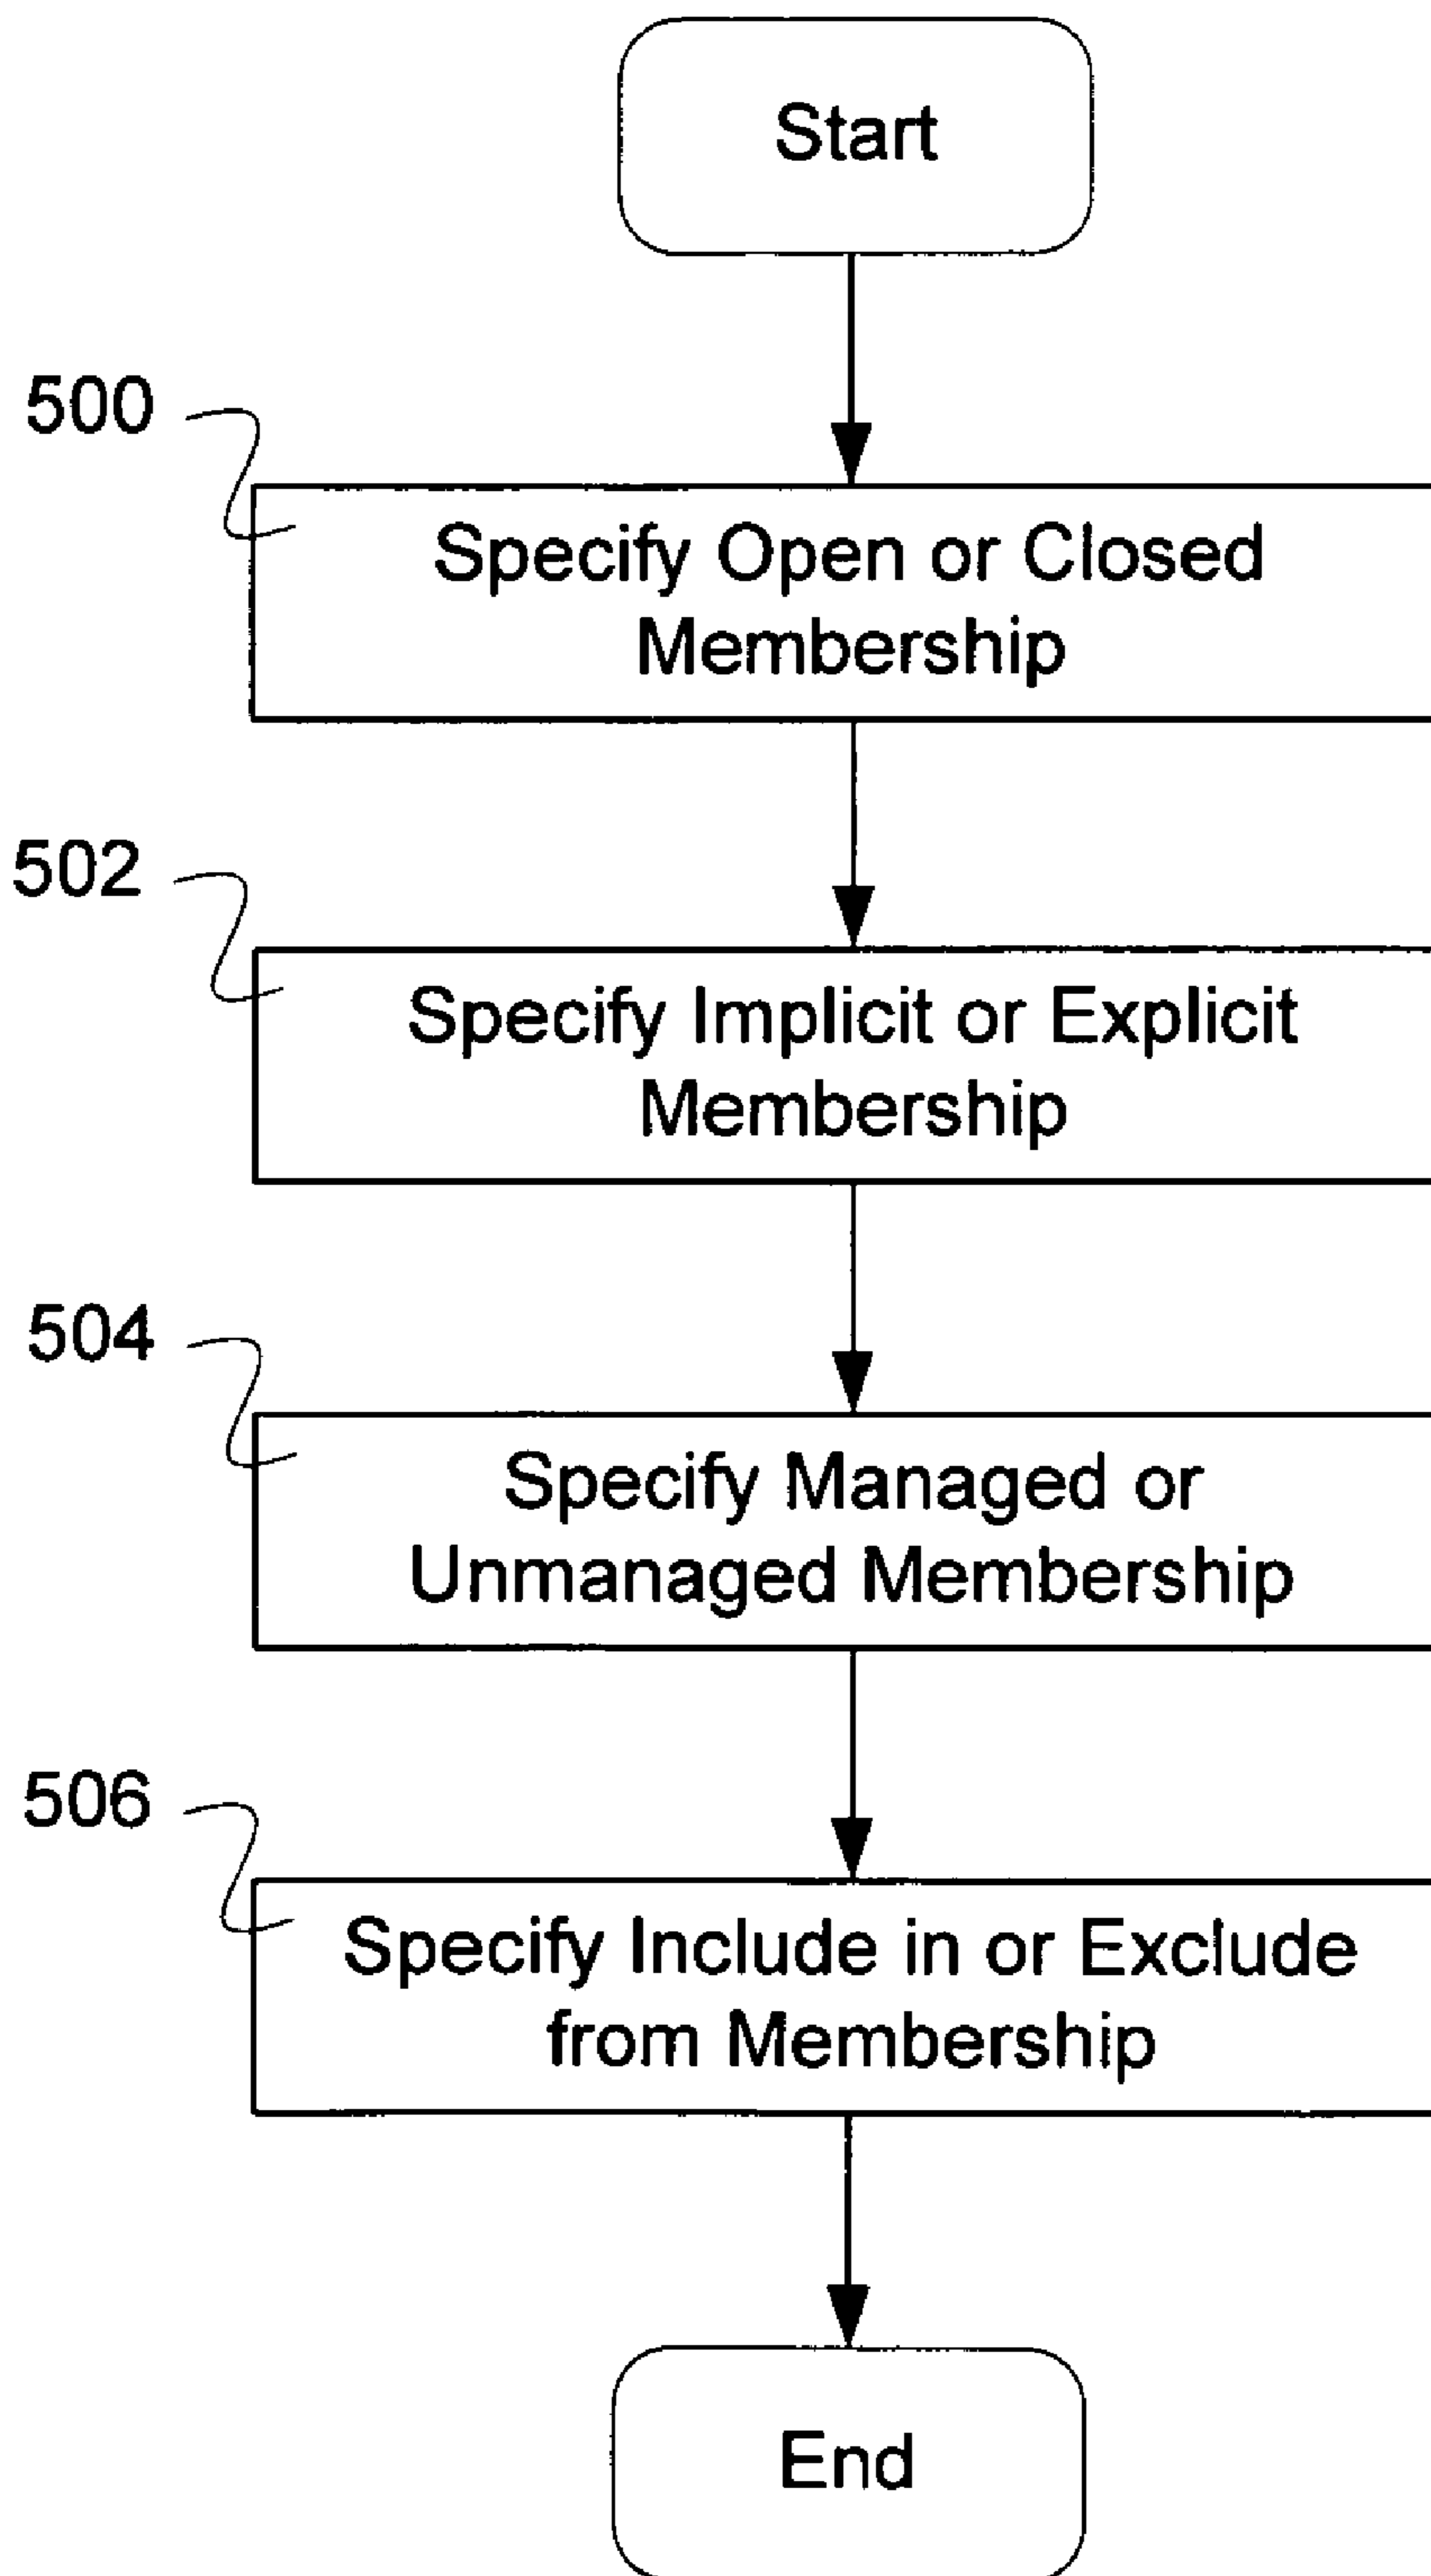 Start
500
Specify Open or Closed
Membership
502
Specify Implicit or Explicit
Membership
504
Specify Managed or
Unmanaged Membership
506
Specify Include in or Exclude
from Membership
End